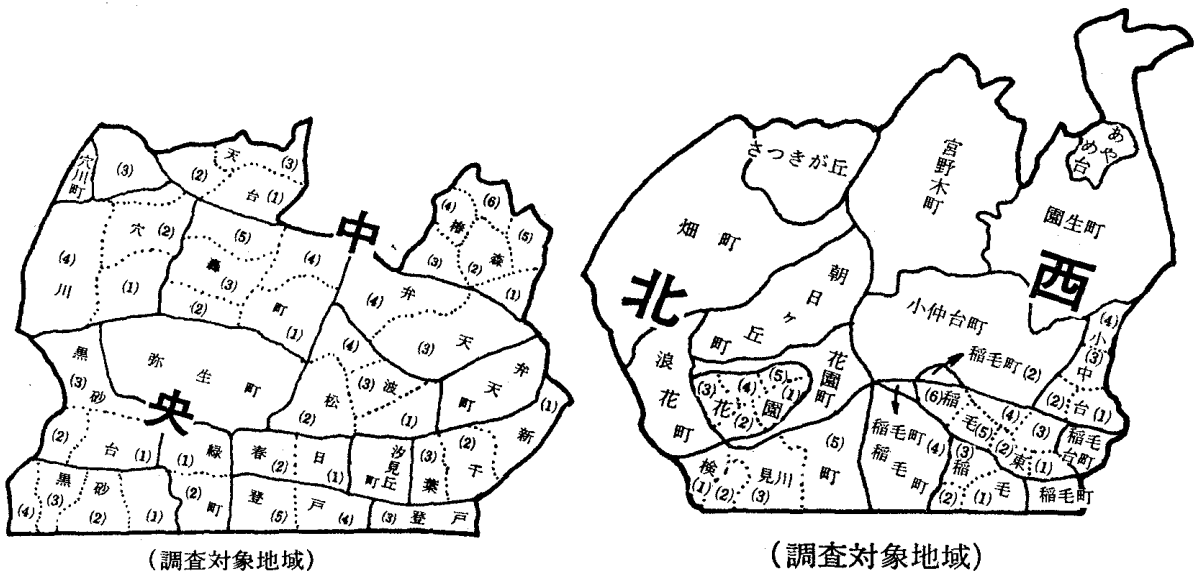 中
央
穴川町
(3)
天台
(2)
(3)
(1)
穴川
(4)
(2)
(1)
轟町
(5)
(4)
(3)
(2)
(1)
椿森
(4)
(6)
(5)
(3)
(2)
(1)
弁天
(4)
(3)
弁天町
(1)
松波
(4)
(3)
(2)
(1)
弥生町
黒砂台
(3)
(2)
(1)
黒砂
(4)
(3)
(2)
(1)
緑町
(1)
(2)
春日
(2)
(1)
汐見丘町
新千葉
(3)
(2)
(1)
登戸
(5)
(4)
(3)
登戸
(調査対象地域)
北
西
さつきが丘
宮野木町
あやめ台
園生町
畑町
朝日ヶ丘町
小仲台町
浪花町
花園町
花園
(3)
(4)
(5)
(2)
(1)
稲毛町(2)
小中台
(4)
(3)
(2)
(1)
稲毛東
(6)
(5)
(4)
(3)
(2)
(1)
稲毛台町
検見川町
(1)
(2)
(3)
(5)
稲毛町(4)
稲毛町
稲毛
(3)
(2)
(1)
稲毛町
(調査対象地域)